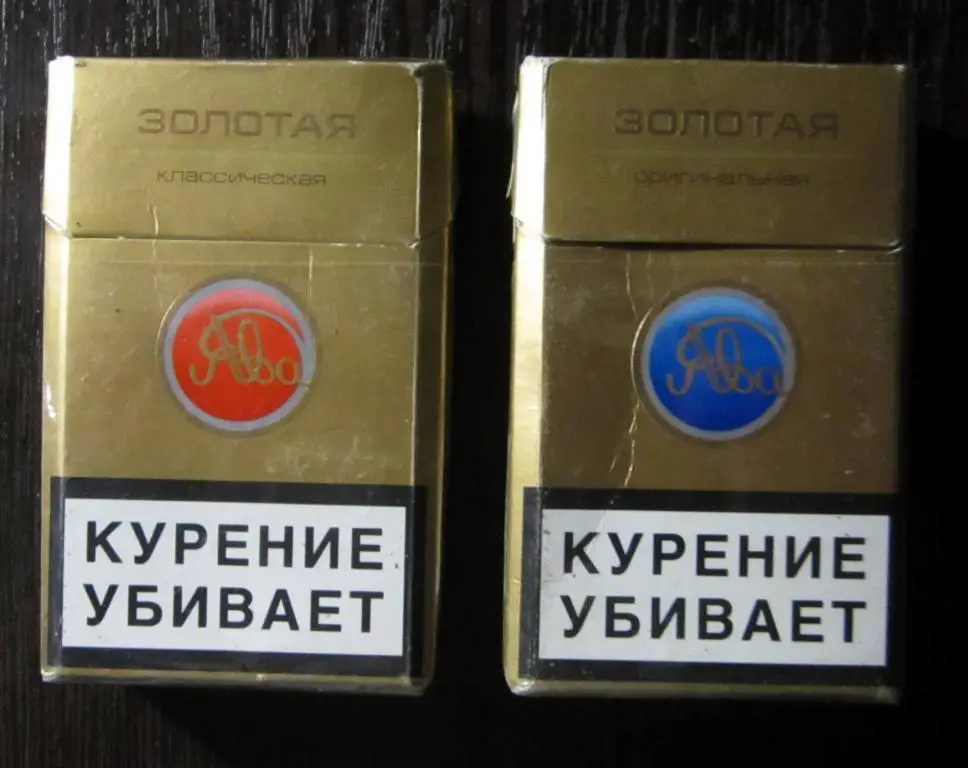 ЗОЛОТАЯ
классическая
Ява
КУРЕНИЕ
УБИВАЕТ
ЗОЛОТАЯ
оригинальная
Ява
КУРЕНИЕ
УБИВАЕТ